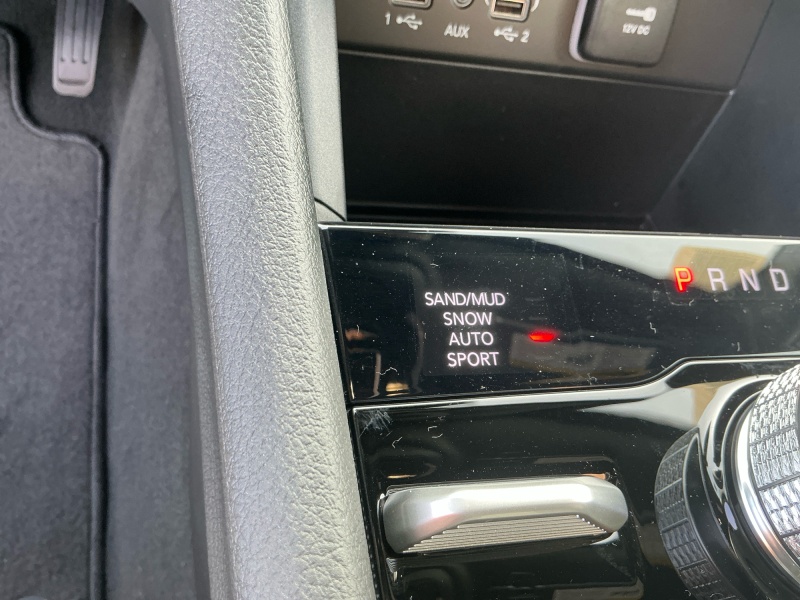 1 AUX 2
12V DC
P R N D
SAND/MUD
SNOW
AUTO
SPORT